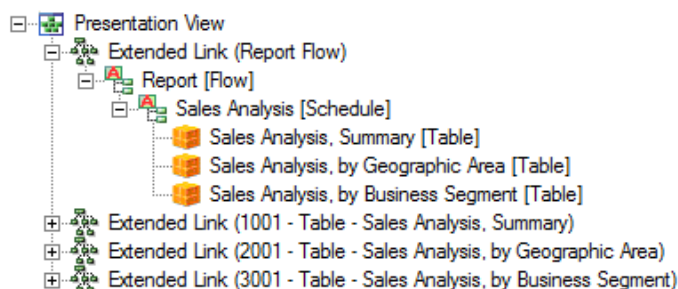 Presentation View
Extended Link (Report Flow)
Report [Flow]
Sales Analysis [Schedule]
Sales Analysis, Summary [Table]
Sales Analysis, by Geographic Area [Table]
Sales Analysis, by Business Segment [Table]
Extended Link (1001 - Table - Sales Analysis, Summary)
Extended Link (2001 - Table - Sales Analysis, by Geographic Area)
Extended Link (3001 - Table - Sales Analysis, by Business Segment)